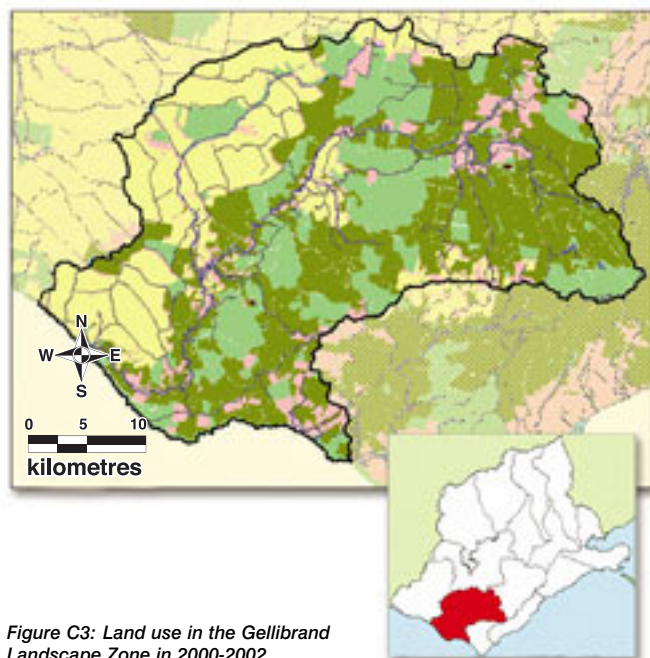 N
W E
S
0 5 10
kilometres
Figure C3: Land use in the Gellibrand
Landscape Zone in 2000-2002